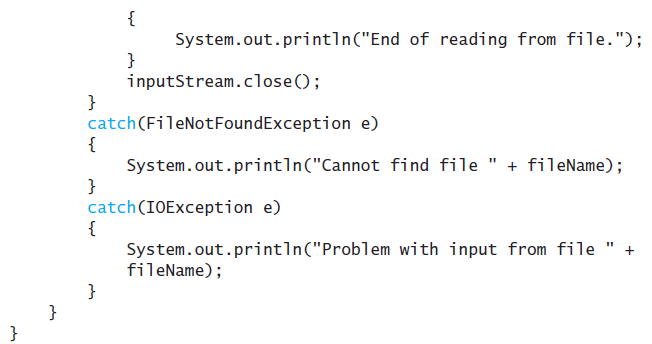 {
System.out.println("End of reading from file.");
}
inputStream.close();
}
catch(FileNotFoundException e)
{
System.out.println("Cannot find file " + fileName);
}
catch(IOException e)
{
System.out.println("Problem with input from file " +
fileName);
}
}
}